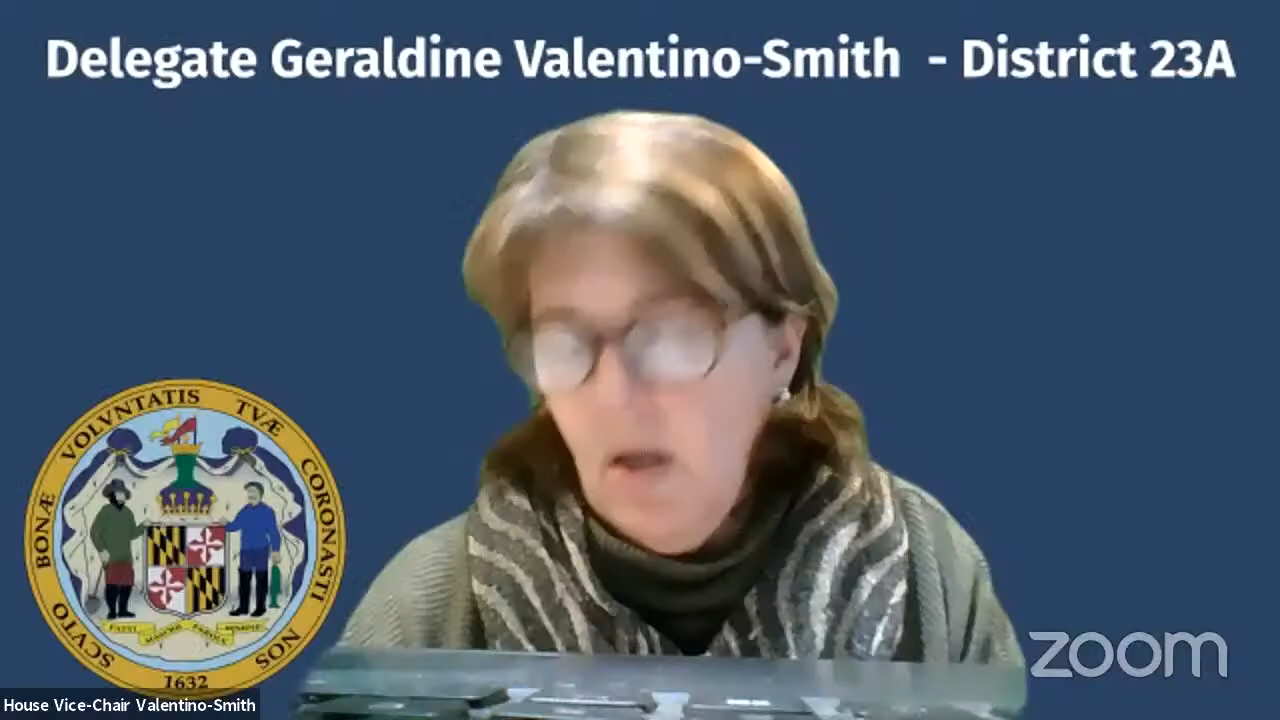 Delegate Geraldine Valentino-Smith - District 23A
SCVTO BONÆ VOLVNTATIS TVÆ CORONASTI NOS
1632
zoom
House Vice-Chair Valentino-Smith